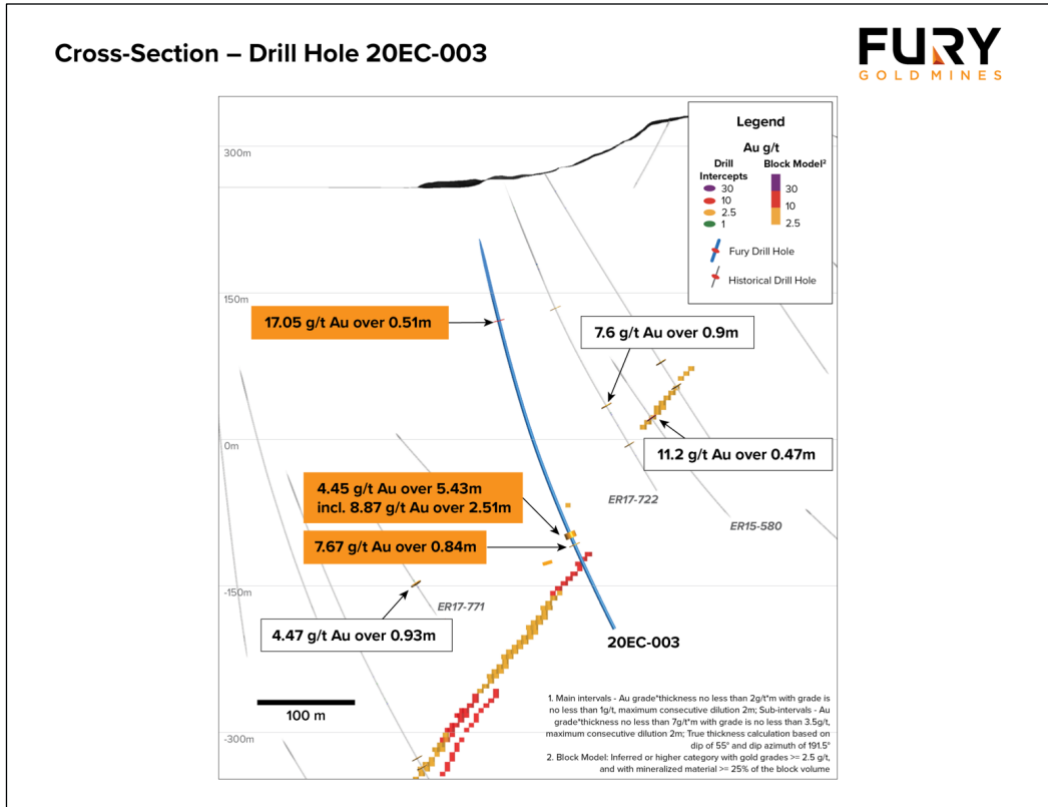 Cross-Section – Drill Hole 20EC-003
FURY
GOLD MINES
Legend
Au g/t
Drill
Intercepts
30
10
2.5
1
Block Model²
30
10
2.5
Fury Drill Hole
Historical Drill Hole
300m
150m
0m
-150m
-300m
17.05 g/t Au over 0.51m
7.6 g/t Au over 0.9m
11.2 g/t Au over 0.47m
4.45 g/t Au over 5.43m
incl. 8.87 g/t Au over 2.51m
7.67 g/t Au over 0.84m
ER17-722
ER15-580
ER17-771
4.47 g/t Au over 0.93m
20EC-003
100 m
1. Main intervals - Au grade*thickness no less than 2g/t*m with grade is
no less than 1g/t, maximum consecutive dilution 2m; Sub-intervals - Au
grade*thickness no less than 7g/t*m with grade is no less than 3.5g/t,
maximum consecutive dilution 2m; True thickness calculation based on
dip of 55° and dip azimuth of 191.5°
2. Block Model: Inferred or higher category with gold grades >= 2.5 g/t,
and with mineralized material >= 25% of the block volume